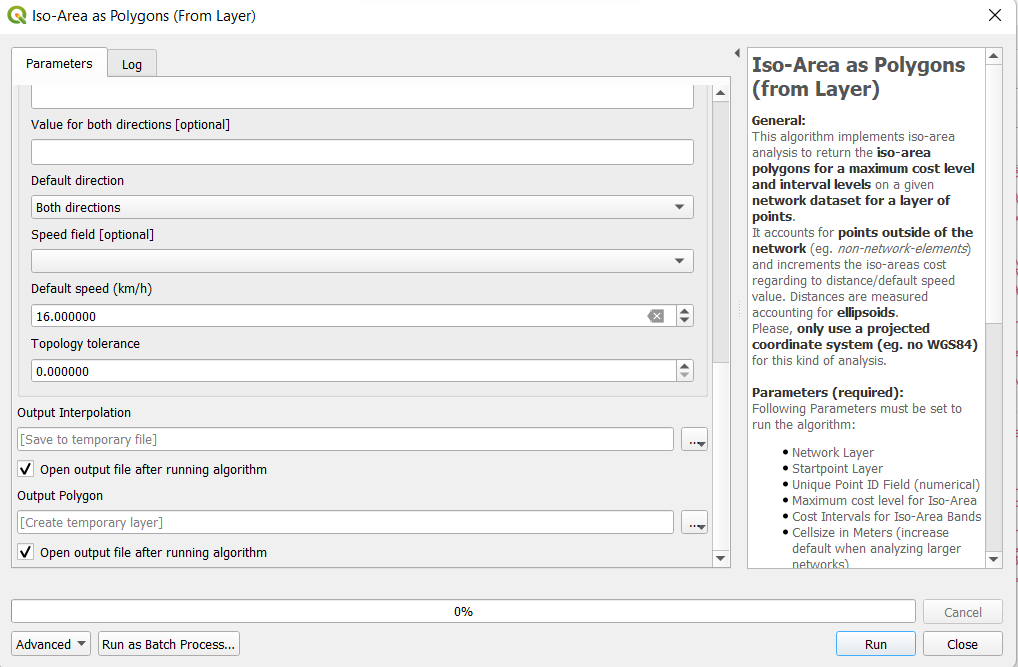 Iso-Area as Polygons (From Layer)
Parameters
Log
Value for both directions [optional]
Default direction
Both directions
Speed field [optional]
Default speed (km/h)
16.000000
Topology tolerance
0.000000
Output Interpolation
[Save to temporary file]
...
Open output file after running algorithm
Output Polygon
[Create temporary layer]
...
Open output file after running algorithm
Iso-Area as Polygons
(from Layer)
General:
This algorithm implements iso-area
analysis to return the iso-area
polygons for a maximum cost level
and interval levels on a given
network dataset for a layer of
points.
It accounts for points outside of the
network (eg. non-network-elements)
and increments the iso-areas cost
regarding to distance/default speed
value. Distances are measured
accounting for ellipsoids.
Please, only use a projected
coordinate system (eg. no WGS84)
for this kind of analysis.
Parameters (required):
Following Parameters must be set to
run the algorithm:
• Network Layer
• Startpoint Layer
• Unique Point ID Field (numerical)
• Maximum cost level for Iso-Area
• Cost Intervals for Iso-Area Bands
• Cellsize in Meters (increase
default when analyzing larger
networks)
0%
Cancel
Advanced
Run as Batch Process...
Run
Close